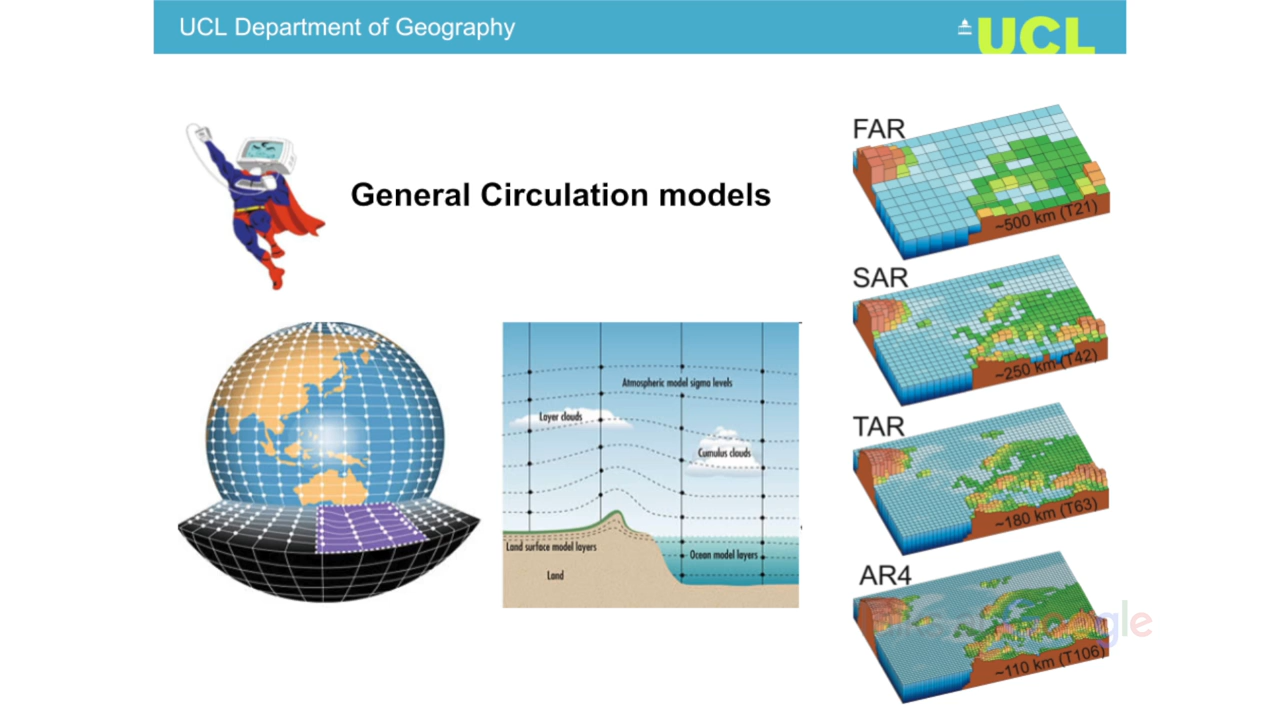 UCL Department of Geography
UCL
General Circulation models
FAR
~500 km (T21)
SAR
~250 km (T42)
TAR
~180 km (T63)
AR4
~110 km (T106)
Atmospheric model sigma levels
Layer clouds
Cumulus clouds
Land surface model layers
Ocean model layers
Land
Google